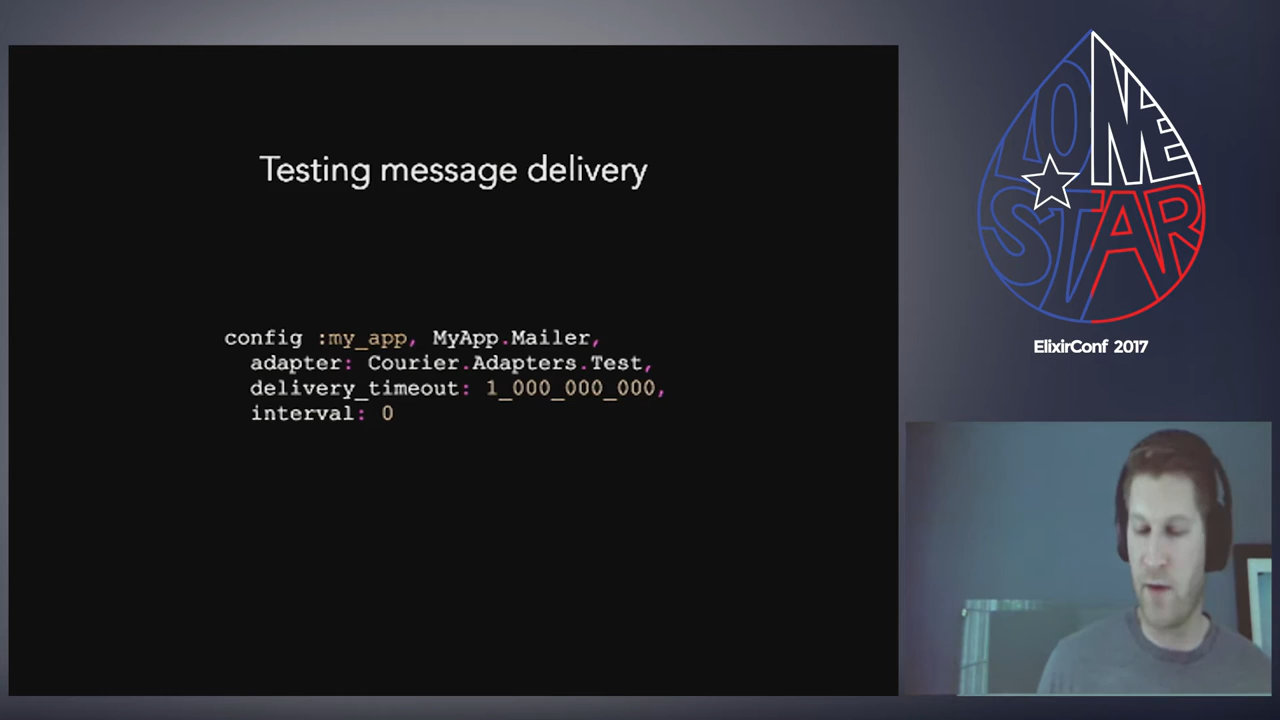 Testing message delivery
config :my_app, MyApp.Mailer,
  adapter: Courier.Adapters.Test,
  delivery_timeout: 1_000_000_000,
  interval: 0
LONE
STAR
ElixirConf 2017